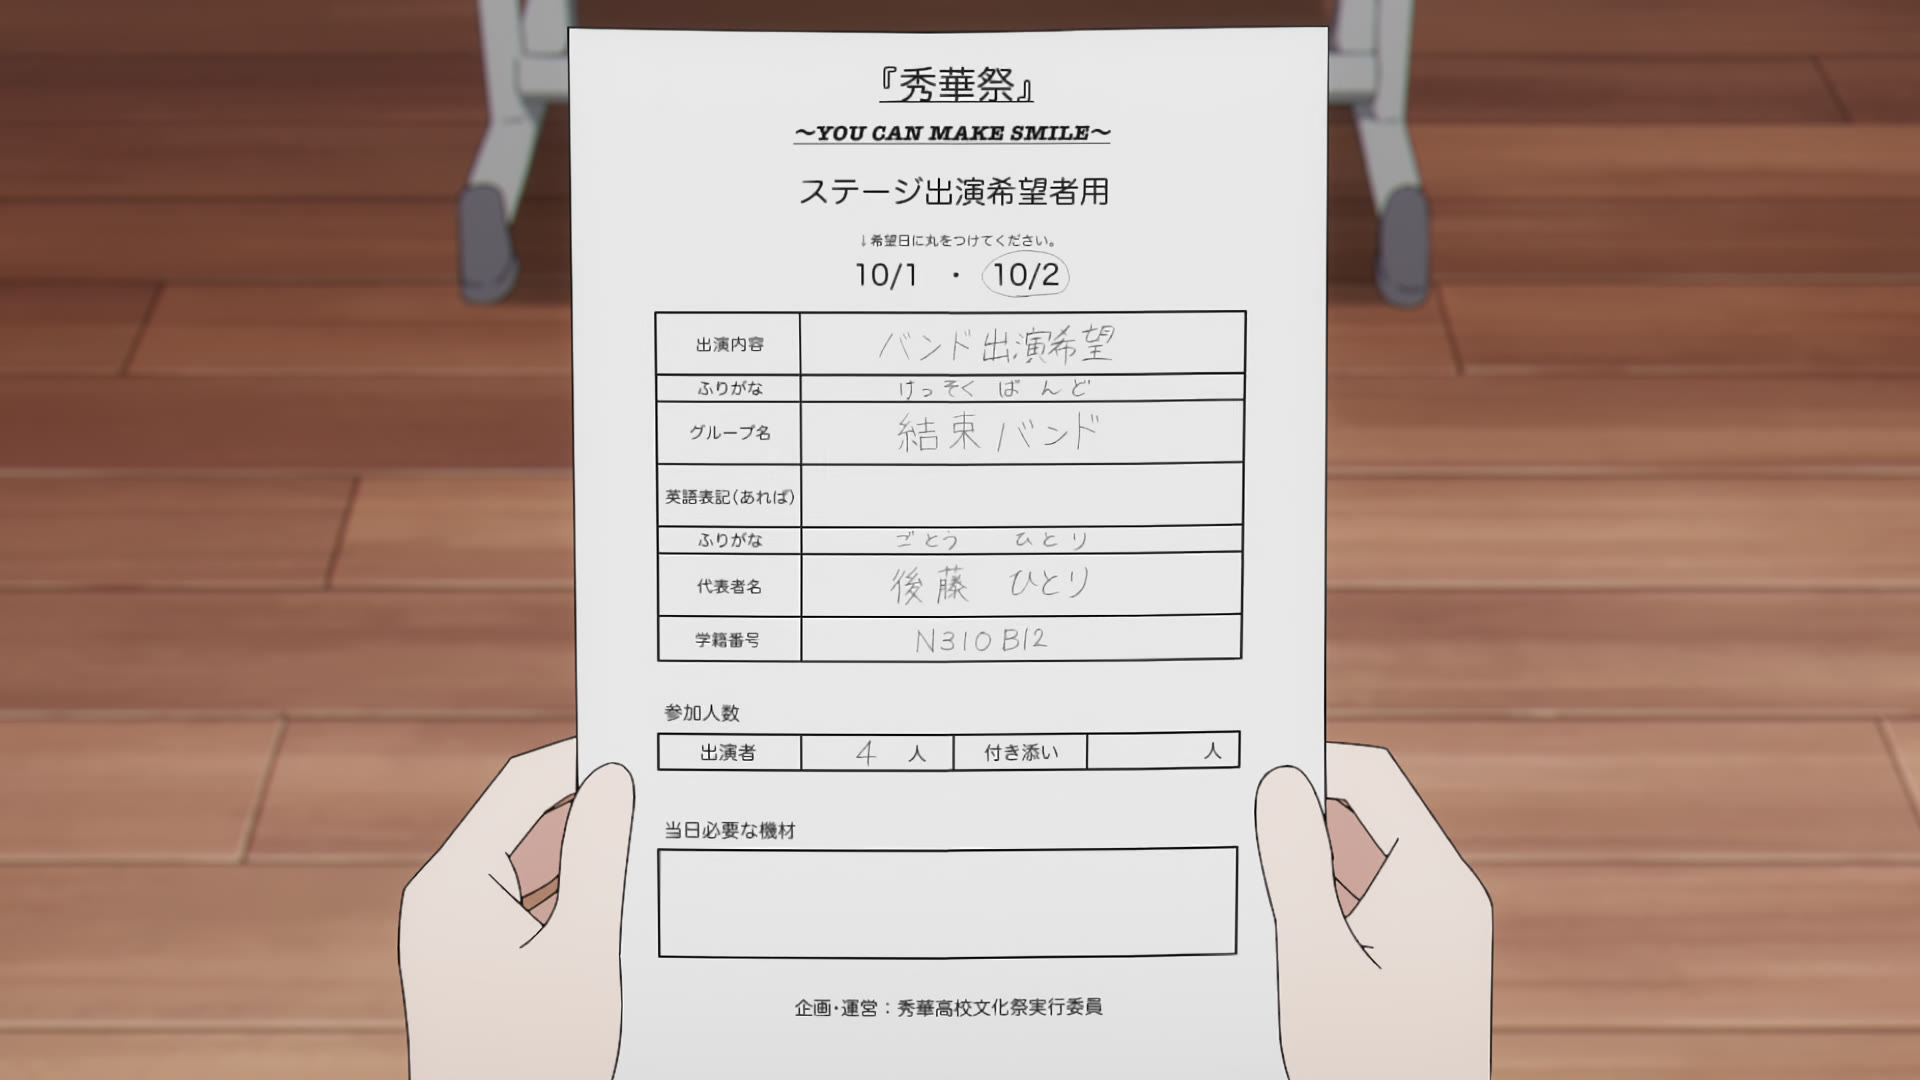 『秀華祭』
～YOU CAN MAKE SMILE～
ステージ出演希望者用
↓希望日に丸をつけてください。
10/1 ・ 10/2
出演内容 バンド出演希望
ふりがな けっそく ばんど
グループ名 結束バンド
英語表記(あれば)
ふりがな ごとう ひとり
代表者名 後藤 ひとり
学籍番号 N310B12
参加人数
出演者 4 人 付き添い 人
当日必要な機材
企画・運営：秀華高校文化祭実行委員